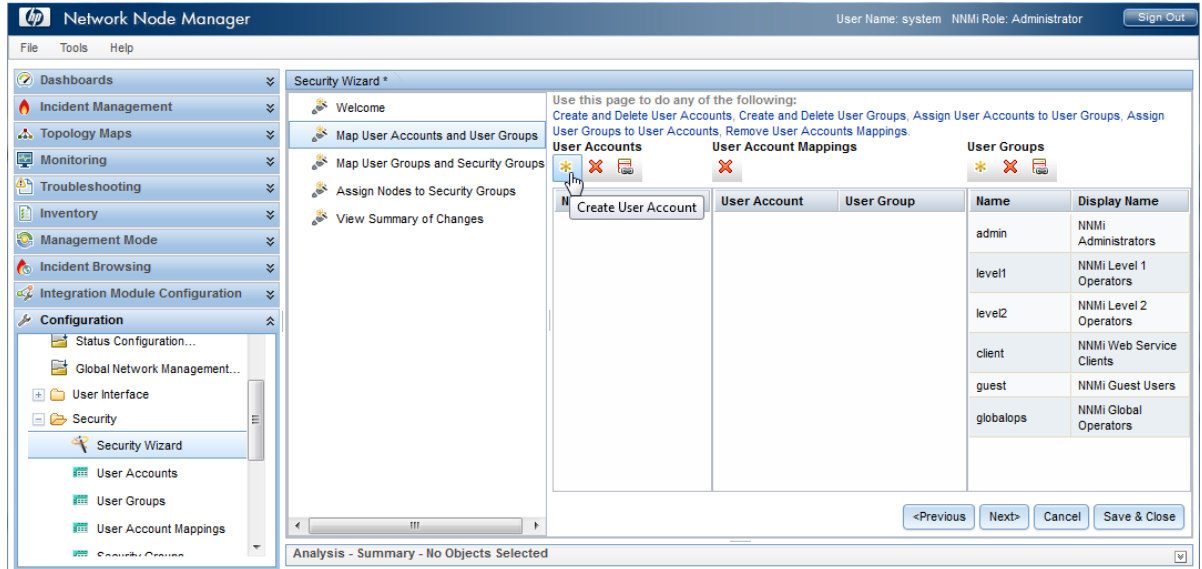 hp Network Node Manager
User Name: system NNMi Role: Administrator
Sign Out
File Tools Help
Dashboards
Incident Management
Topology Maps
Monitoring
Troubleshooting
Inventory
Management Mode
Incident Browsing
Integration Module Configuration
Configuration
Status Configuration...
Global Network Management...
User Interface
Security
Security Wizard
User Accounts
User Groups
User Account Mappings
Security Groups
Security Wizard *
Welcome
Map User Accounts and User Groups
Map User Groups and Security Groups
Assign Nodes to Security Groups
View Summary of Changes
Use this page to do any of the following:
Create and Delete User Accounts, Create and Delete User Groups, Assign User Accounts to User Groups, Assign
User Groups to User Accounts, Remove User Accounts Mappings.
User Accounts
Create User Account
User Account Mappings
User Account User Group
User Groups
Name Display Name
admin NNMi
Administrators
level1 NNMi Level 1
Operators
level2 NNMi Level 2
Operators
client NNMi Web Service
Clients
guest NNMi Guest Users
globalops NNMi Global
Operators
<Previous Next> Cancel Save & Close
Analysis - Summary - No Objects Selected